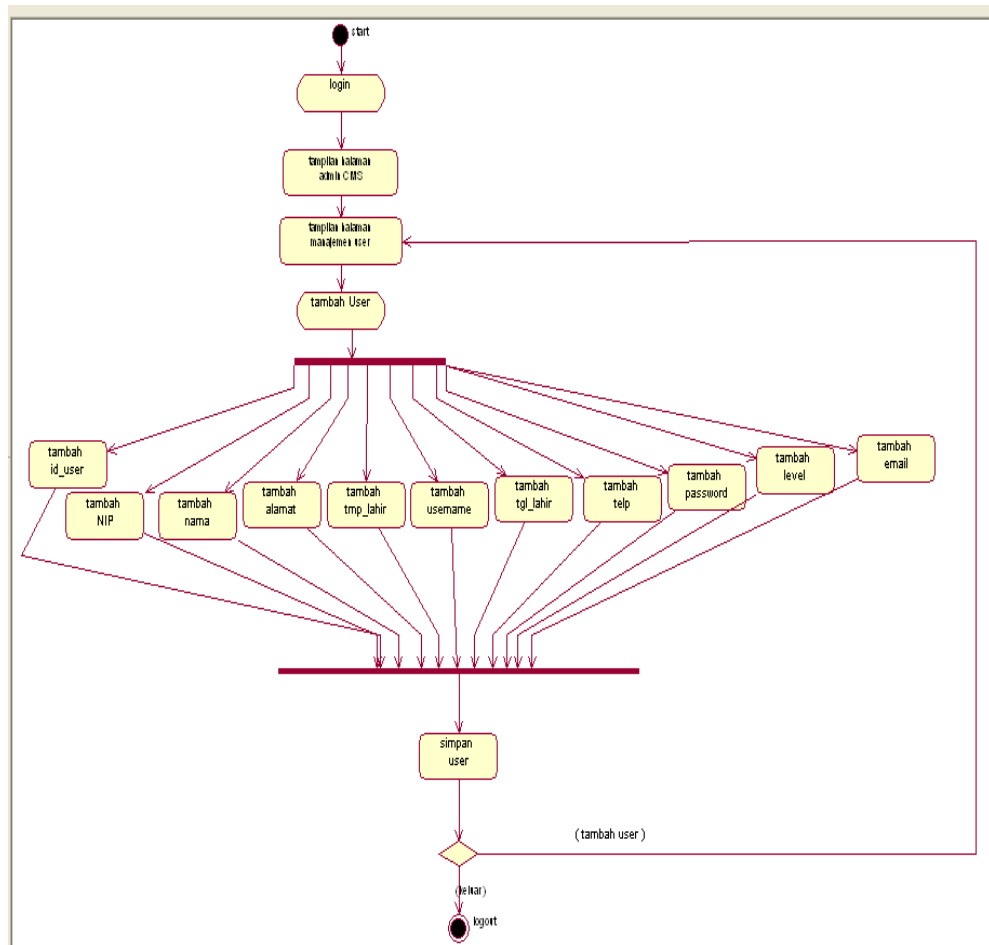 start
login
tampilan halaman
admin CMS
tampilan halaman
manajemen user
tambah User
tambah
id_user
tambah
NIP
tambah
nama
tambah
alamat
tambah
tmp_lahir
tambah
username
tambah
tgl_lahir
tambah
telp
tambah
password
tambah
level
tambah
email
simpan
user
( tambah user )
(keluar)
logout